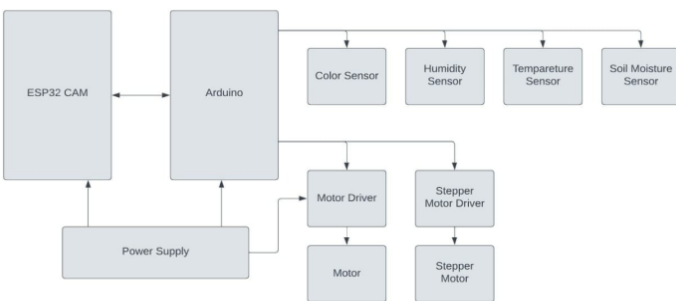 ESP32 CAM
Arduino
Color Sensor
Humidity
Sensor
Tempareture
Sensor
Soil Moisture
Sensor
Motor Driver
Stepper
Motor Driver
Power Supply
Motor
Stepper
Motor